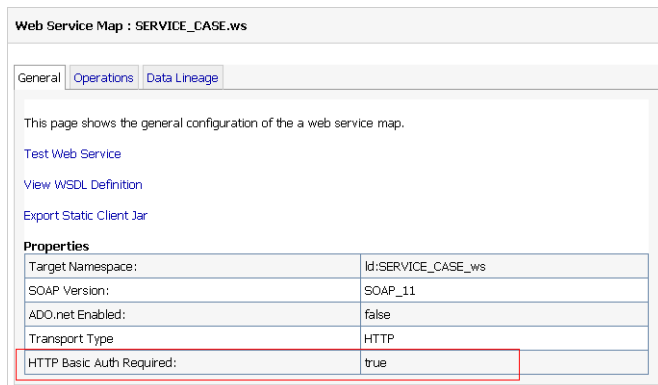 Web Service Map : SERVICE_CASE.ws
General Operations Data Lineage
This page shows the general configuration of the a web service map.
Test Web Service
View WSDL Definition
Export Static Client Jar
Properties
Target Namespace: ld:SERVICE_CASE_ws
SOAP Version: SOAP_11
ADO.net Enabled: false
Transport Type HTTP
HTTP Basic Auth Required: true